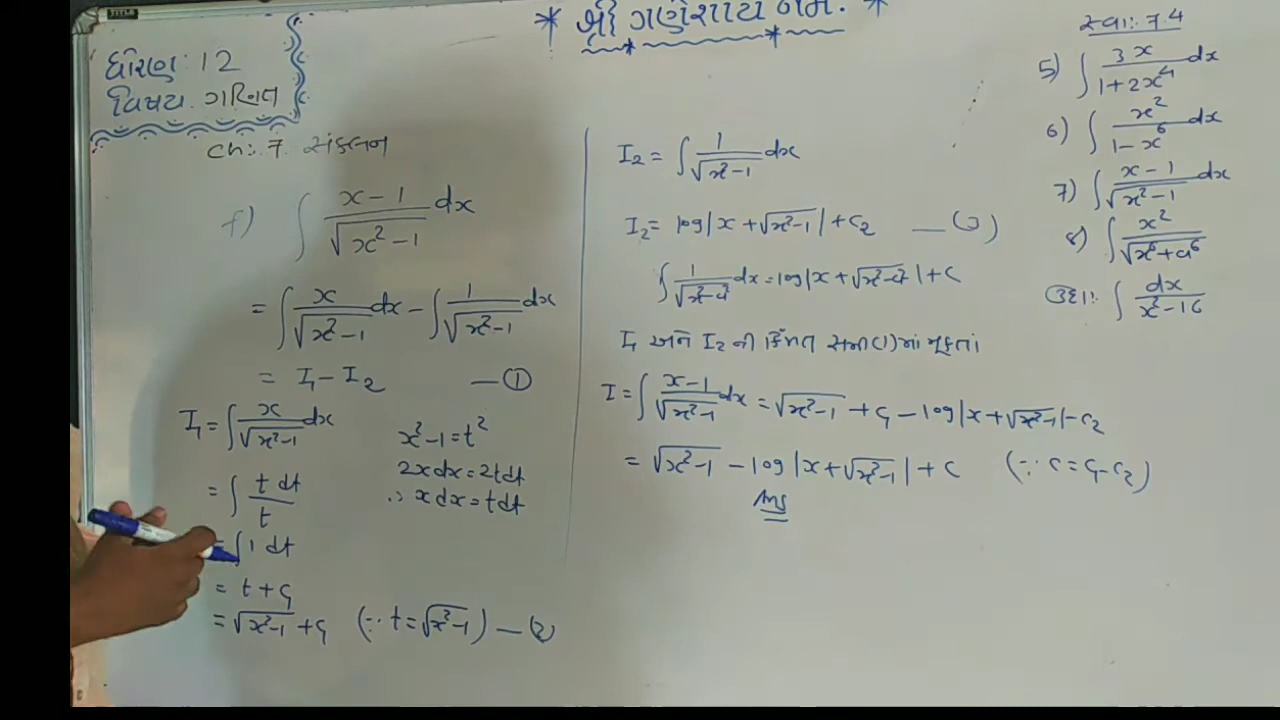 * શ્રી ગણેશાય નમ: *
ધોરણ: 12
વિષય. ગણિત
ch: 7. સંકલન
7) ∫ (x-1)/√(x²-1) dx
= ∫ x/√(x²-1) dx - ∫ 1/√(x²-1) dx
= I₁ - I₂ — ①
I₁ = ∫ x/√(x²-1) dx
x²-1 = t²
2x dx = 2t dt
∴ x dx = t dt
= ∫ t dt/t
= ∫ 1 dt
= t + c₁
= √(x²-1) + c₁ (∵ t = √(x²-1)) — (2)
I₂ = ∫ 1/√(x²-1) dx
I₂ = log|x + √(x²-1)| + c₂ — (૩)
∫ 1/√(x²-a²) dx = log|x + √(x²-a²)| + c
I₁ અને I₂ ની કિંમત સમી(૧)માં મૂકતાં
I = ∫ (x-1)/√(x²-1) dx = √(x²-1) + c₁ - log|x + √(x²-1)| - c₂
= √(x²-1) - log|x + √(x²-1)| + c (∵ c = c₁-c₂)
Ans
સ્વા: 7.4
5) ∫ 3x/(1+2x⁴) dx
6) ∫ x²/(1-x⁶) dx
7) ∫ (x-1)/√(x²-1) dx
8) ∫ x²/√(x⁶+a⁶)
ઉદા: ∫ dx/(x²-16)